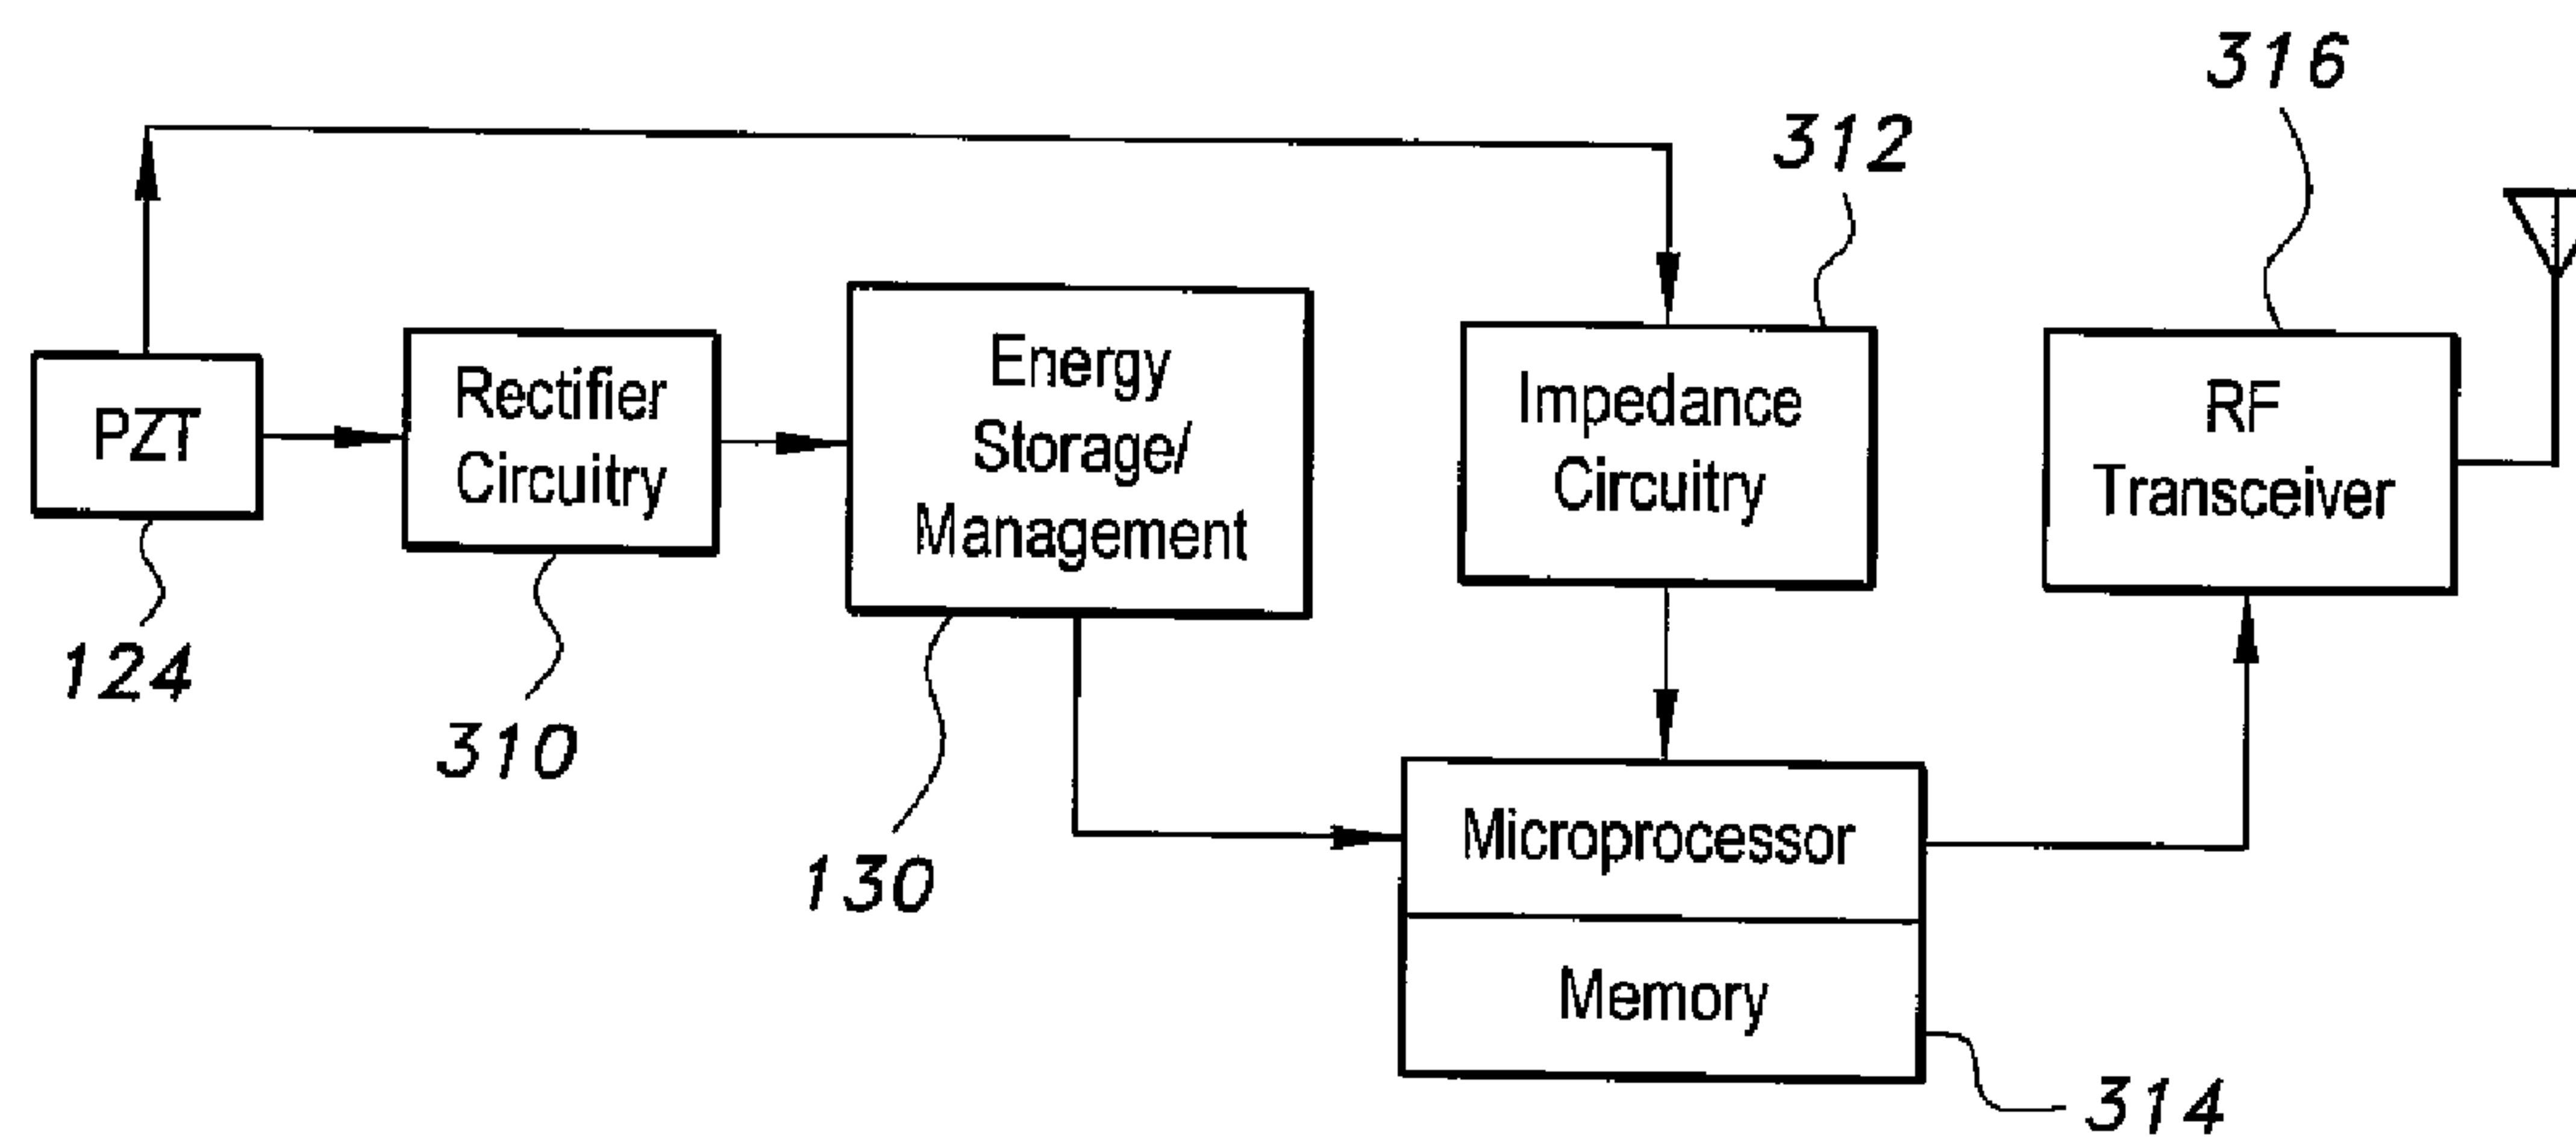 316
312
PZT
Rectifier
Circuitry
Energy
Storage/
Management
Impedance
Circuitry
RF
Transceiver
124
310
130
Microprocessor
Memory
314